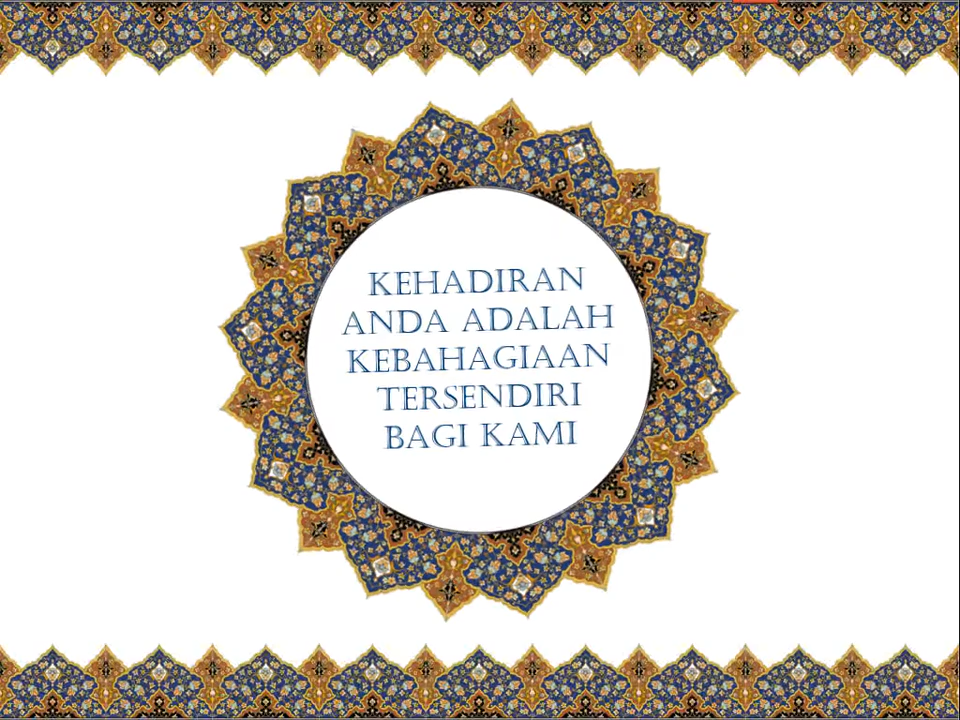 KEHADIRAN
ANDA ADALAH
KEBAHAGIAAN
TERSENDIRI
BAGI KAMI